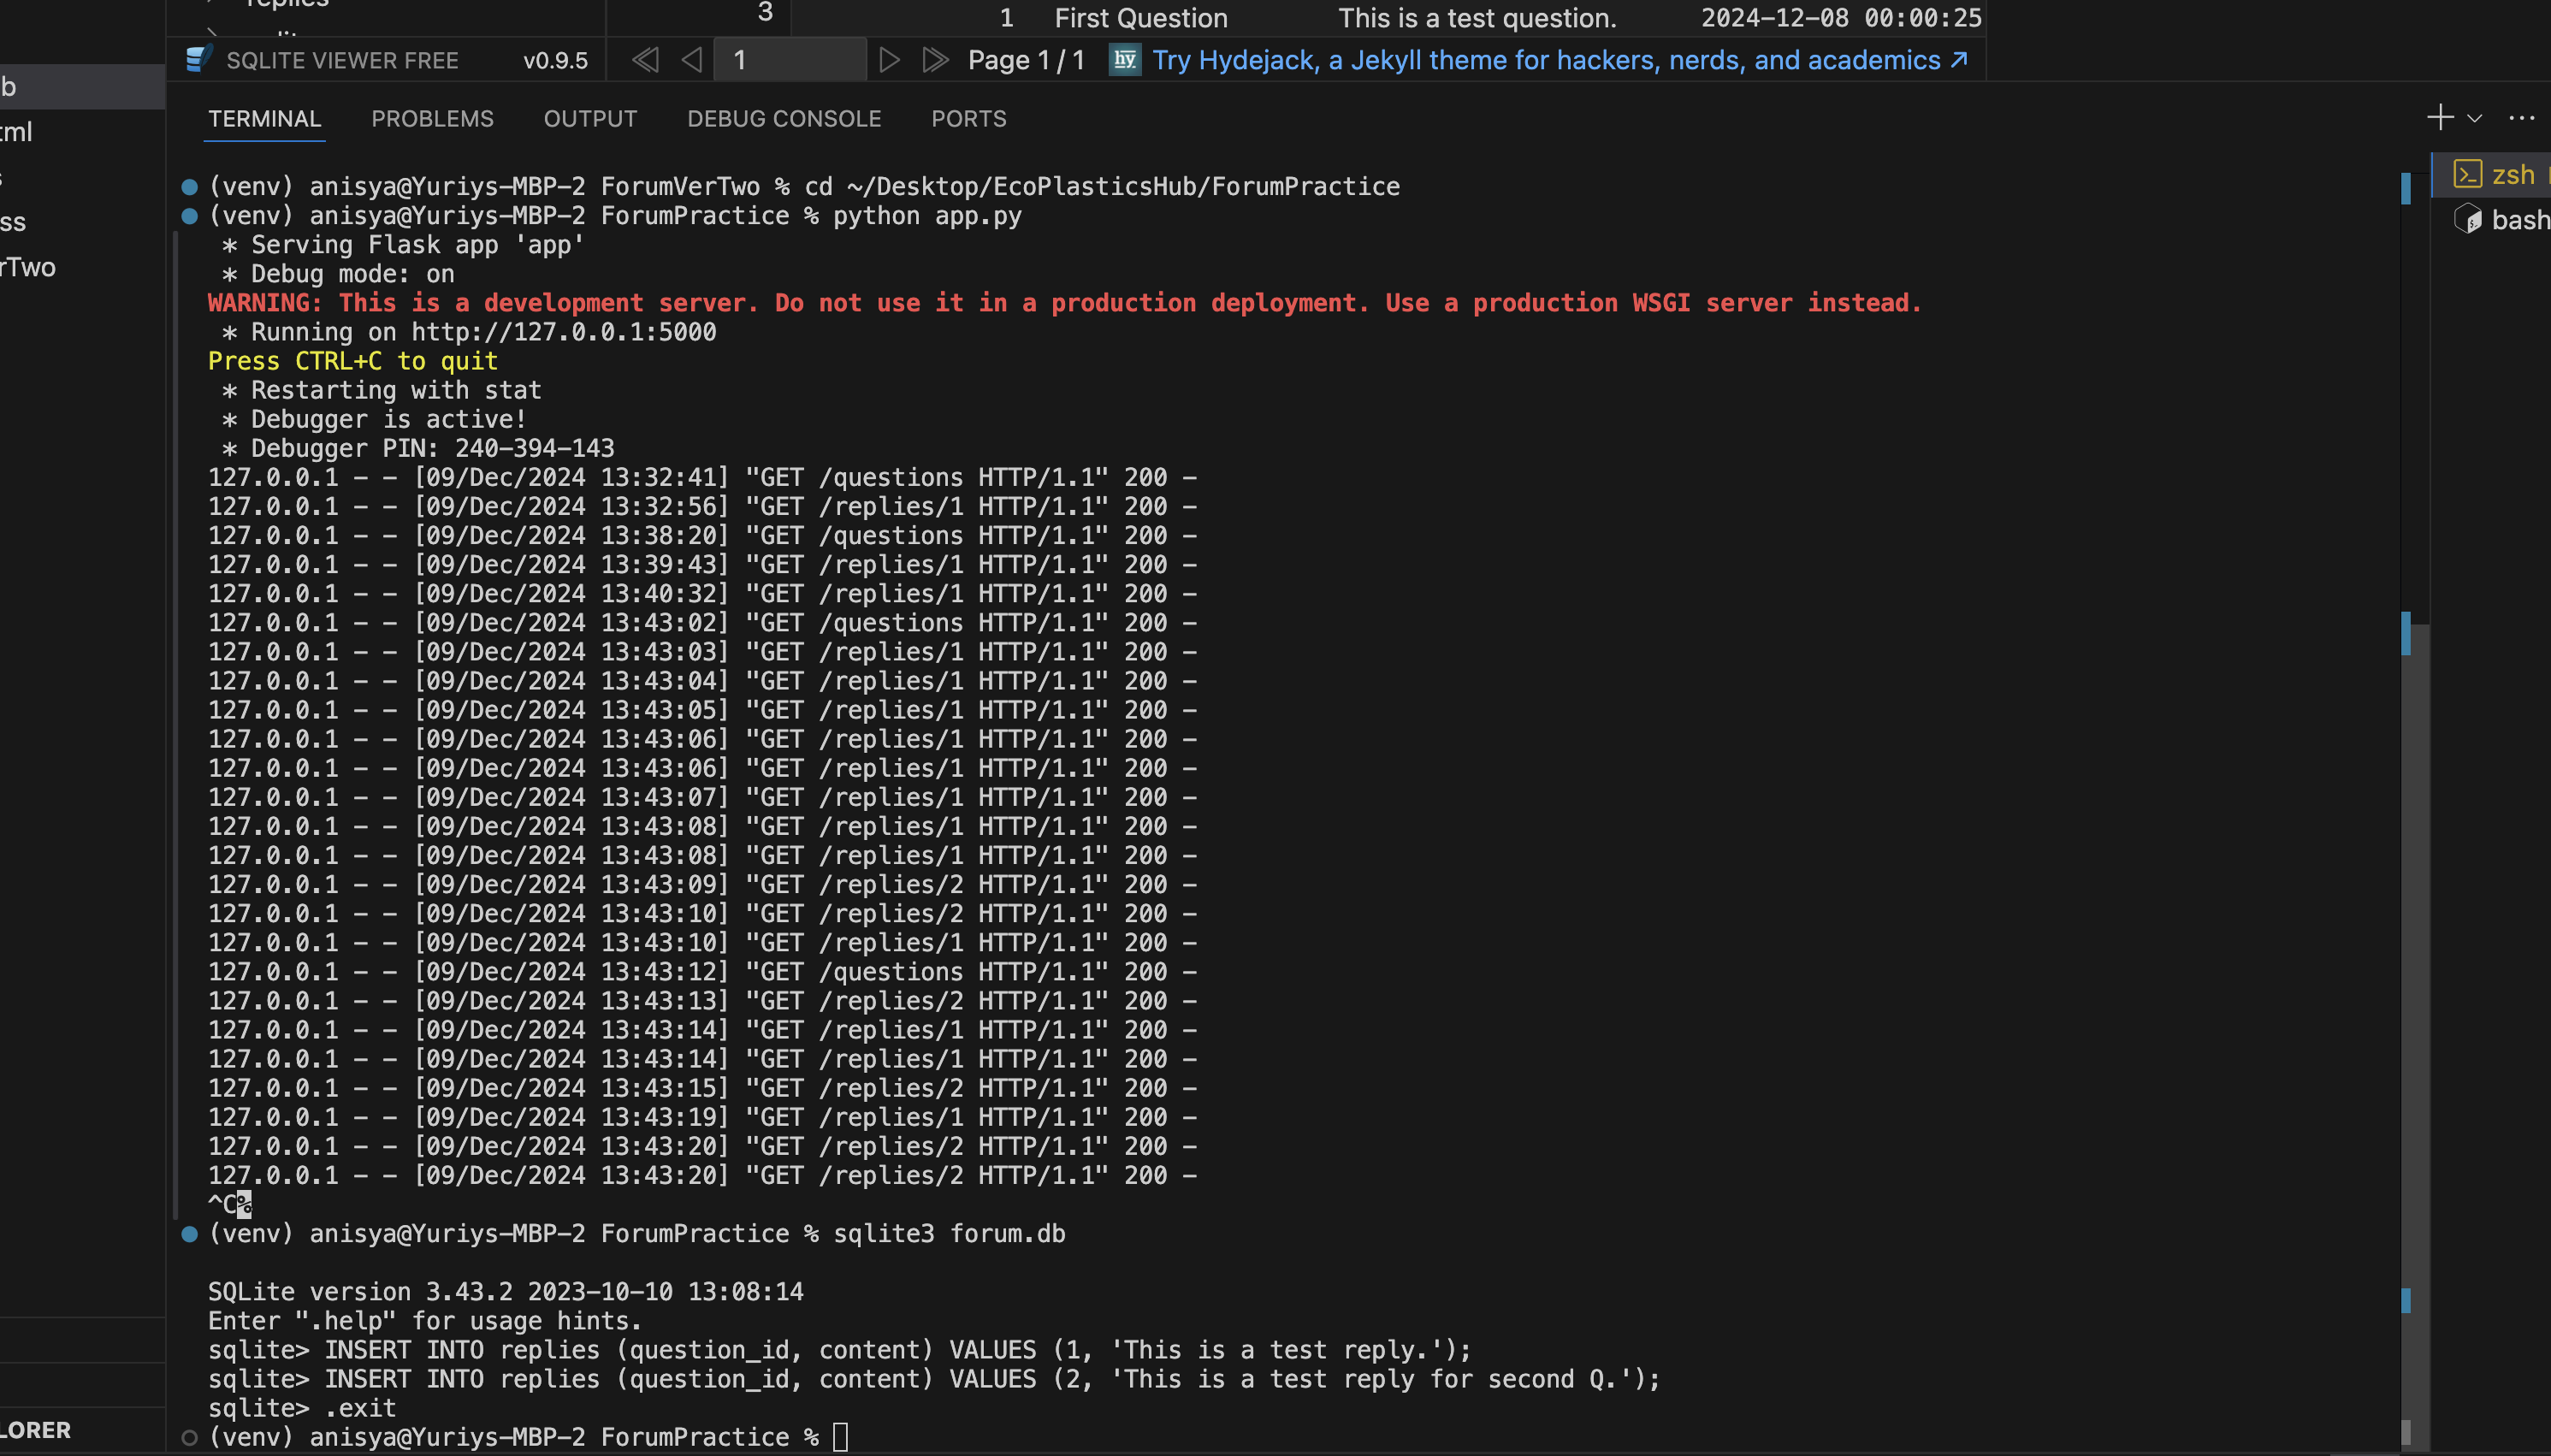 replies
3 1 First Question This is a test question. 2024-12-08 00:00:25
SQLITE VIEWER FREE v0.9.5 1 Page 1 / 1 hy Try Hydejack, a Jekyll theme for hackers, nerds, and academics ↗
b
TERMINAL PROBLEMS OUTPUT DEBUG CONSOLE PORTS
tml
ss
rTwo
zsh
bash
(venv) anisya@Yuriys-MBP-2 ForumVerTwo % cd ~/Desktop/EcoPlasticsHub/ForumPractice
(venv) anisya@Yuriys-MBP-2 ForumPractice % python app.py
* Serving Flask app 'app'
* Debug mode: on
WARNING: This is a development server. Do not use it in a production deployment. Use a production WSGI server instead.
* Running on http://127.0.0.1:5000
Press CTRL+C to quit
* Restarting with stat
* Debugger is active!
* Debugger PIN: 240-394-143
127.0.0.1 - - [09/Dec/2024 13:32:41] "GET /questions HTTP/1.1" 200 -
127.0.0.1 - - [09/Dec/2024 13:32:56] "GET /replies/1 HTTP/1.1" 200 -
127.0.0.1 - - [09/Dec/2024 13:38:20] "GET /questions HTTP/1.1" 200 -
127.0.0.1 - - [09/Dec/2024 13:39:43] "GET /replies/1 HTTP/1.1" 200 -
127.0.0.1 - - [09/Dec/2024 13:40:32] "GET /replies/1 HTTP/1.1" 200 -
127.0.0.1 - - [09/Dec/2024 13:43:02] "GET /questions HTTP/1.1" 200 -
127.0.0.1 - - [09/Dec/2024 13:43:03] "GET /replies/1 HTTP/1.1" 200 -
127.0.0.1 - - [09/Dec/2024 13:43:04] "GET /replies/1 HTTP/1.1" 200 -
127.0.0.1 - - [09/Dec/2024 13:43:05] "GET /replies/1 HTTP/1.1" 200 -
127.0.0.1 - - [09/Dec/2024 13:43:06] "GET /replies/1 HTTP/1.1" 200 -
127.0.0.1 - - [09/Dec/2024 13:43:06] "GET /replies/1 HTTP/1.1" 200 -
127.0.0.1 - - [09/Dec/2024 13:43:07] "GET /replies/1 HTTP/1.1" 200 -
127.0.0.1 - - [09/Dec/2024 13:43:08] "GET /replies/1 HTTP/1.1" 200 -
127.0.0.1 - - [09/Dec/2024 13:43:08] "GET /replies/1 HTTP/1.1" 200 -
127.0.0.1 - - [09/Dec/2024 13:43:09] "GET /replies/2 HTTP/1.1" 200 -
127.0.0.1 - - [09/Dec/2024 13:43:10] "GET /replies/2 HTTP/1.1" 200 -
127.0.0.1 - - [09/Dec/2024 13:43:10] "GET /replies/1 HTTP/1.1" 200 -
127.0.0.1 - - [09/Dec/2024 13:43:12] "GET /questions HTTP/1.1" 200 -
127.0.0.1 - - [09/Dec/2024 13:43:13] "GET /replies/2 HTTP/1.1" 200 -
127.0.0.1 - - [09/Dec/2024 13:43:14] "GET /replies/1 HTTP/1.1" 200 -
127.0.0.1 - - [09/Dec/2024 13:43:14] "GET /replies/1 HTTP/1.1" 200 -
127.0.0.1 - - [09/Dec/2024 13:43:15] "GET /replies/2 HTTP/1.1" 200 -
127.0.0.1 - - [09/Dec/2024 13:43:19] "GET /replies/1 HTTP/1.1" 200 -
127.0.0.1 - - [09/Dec/2024 13:43:20] "GET /replies/2 HTTP/1.1" 200 -
127.0.0.1 - - [09/Dec/2024 13:43:20] "GET /replies/2 HTTP/1.1" 200 -
^C%
(venv) anisya@Yuriys-MBP-2 ForumPractice % sqlite3 forum.db
SQLite version 3.43.2 2023-10-10 13:08:14
Enter ".help" for usage hints.
sqlite> INSERT INTO replies (question_id, content) VALUES (1, 'This is a test reply.');
sqlite> INSERT INTO replies (question_id, content) VALUES (2, 'This is a test reply for second Q.');
sqlite> .exit
LORER
(venv) anisya@Yuriys-MBP-2 ForumPractice %